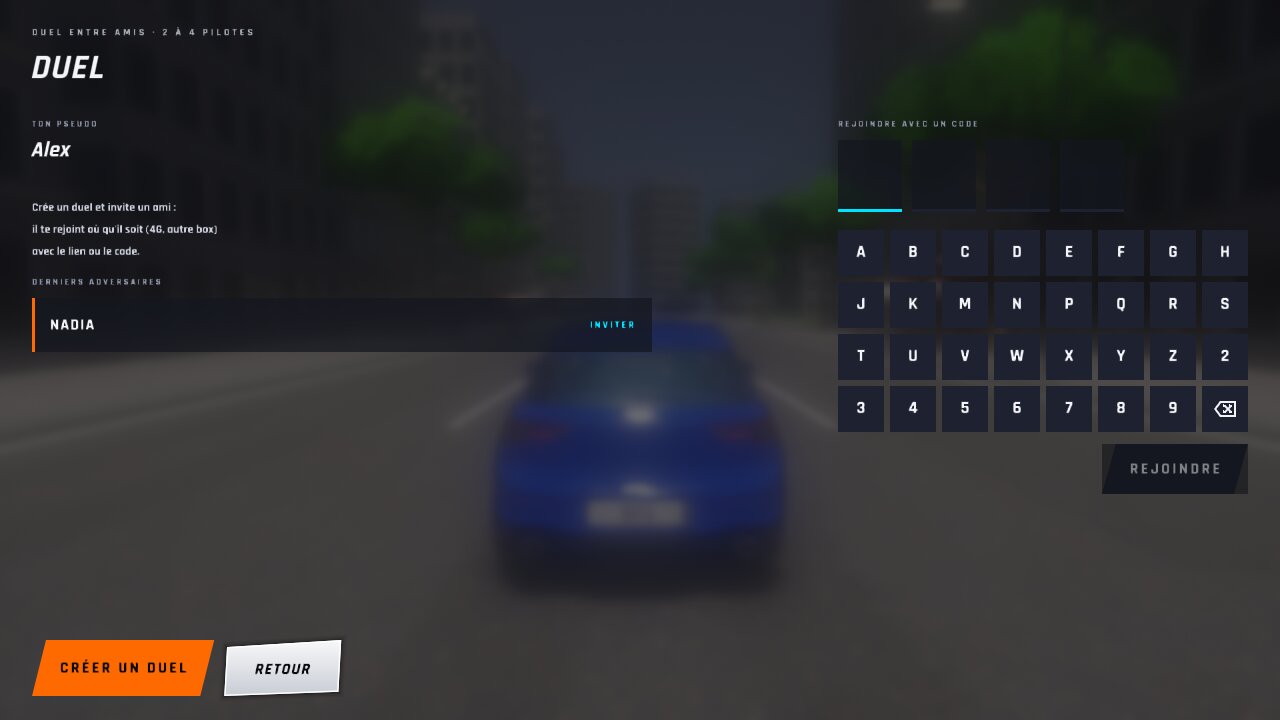 DUEL ENTRE AMIS · 2 À 4 PILOTES
DUEL
TON PSEUDO
Alex
Crée un duel et invite un ami :
il te rejoint où qu'il soit (4G, autre box)
avec le lien ou le code.
DERNIERS ADVERSAIRES
NADIA INVITER
REJOINDRE AVEC UN CODE
A B C D E F G H
J K M N P Q R S
T U V W X Y Z 2
3 4 5 6 7 8 9
REJOINDRE
CRÉER UN DUEL RETOUR